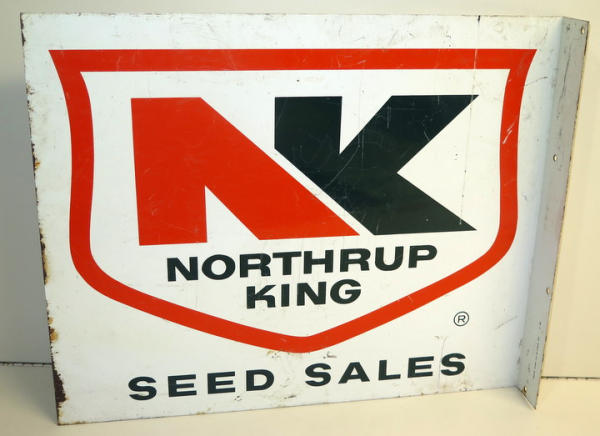 NK
NORTHRUP
KING
®
SEED SALES